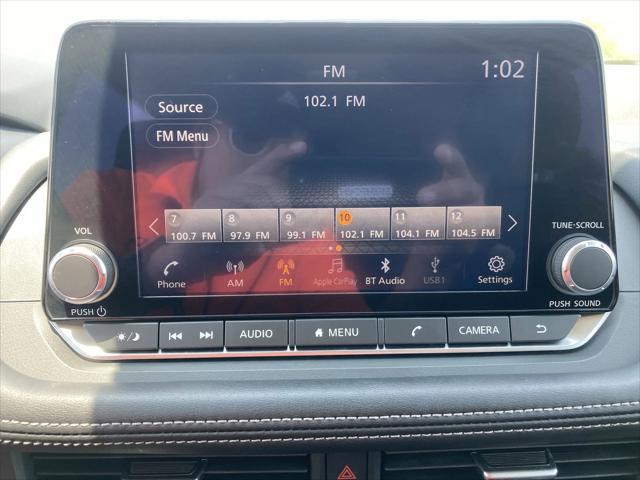 FM
1:02
102.1 FM
Source
FM Menu
7 8 9 10 11 12
100.7 FM 97.9 FM 99.1 FM 102.1 FM 104.1 FM 104.5 FM
Phone AM FM Apple CarPlay BT Audio USB1 Settings
VOL
PUSH
TUNE·SCROLL
PUSH SOUND
AUDIO MENU CAMERA